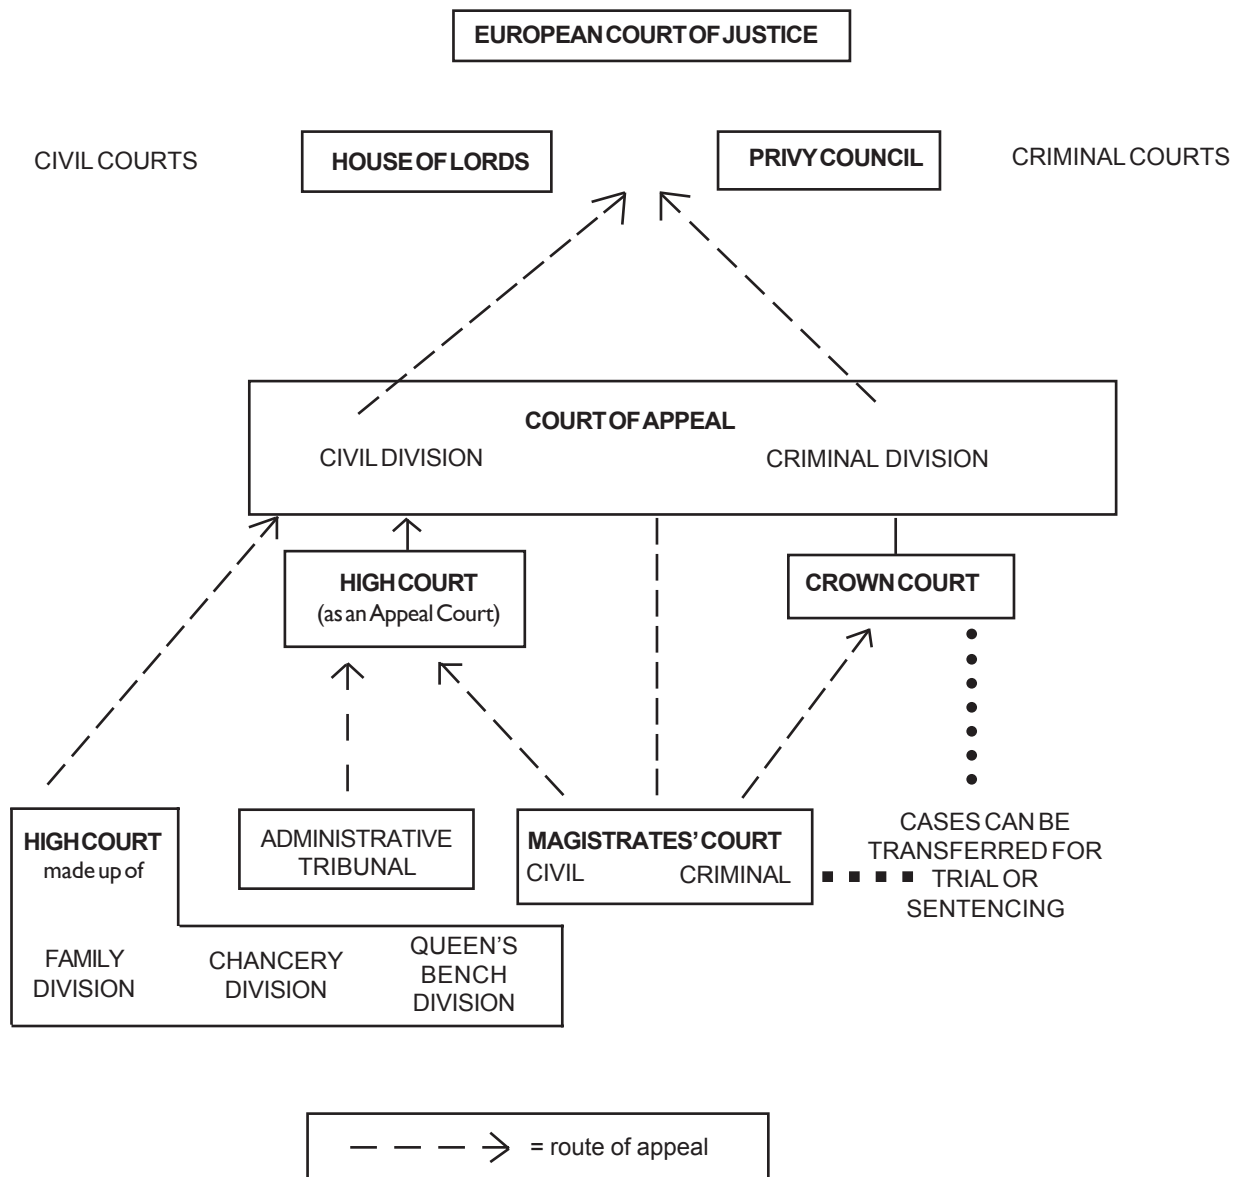 EUROPEAN COURT OF JUSTICE
CIVIL COURTS
HOUSE OF LORDS
PRIVY COUNCIL
CRIMINAL COURTS
COURT OF APPEAL
CIVIL DIVISION
CRIMINAL DIVISION
HIGH COURT
(as an Appeal Court)
CROWN COURT
HIGH COURT
made up of
FAMILY
DIVISION
CHANCERY
DIVISION
QUEEN'S
BENCH
DIVISION
ADMINISTRATIVE
TRIBUNAL
MAGISTRATES' COURT
CIVIL
CRIMINAL
CASES CAN BE
TRANSFERRED FOR
TRIAL OR
SENTENCING
= route of appeal